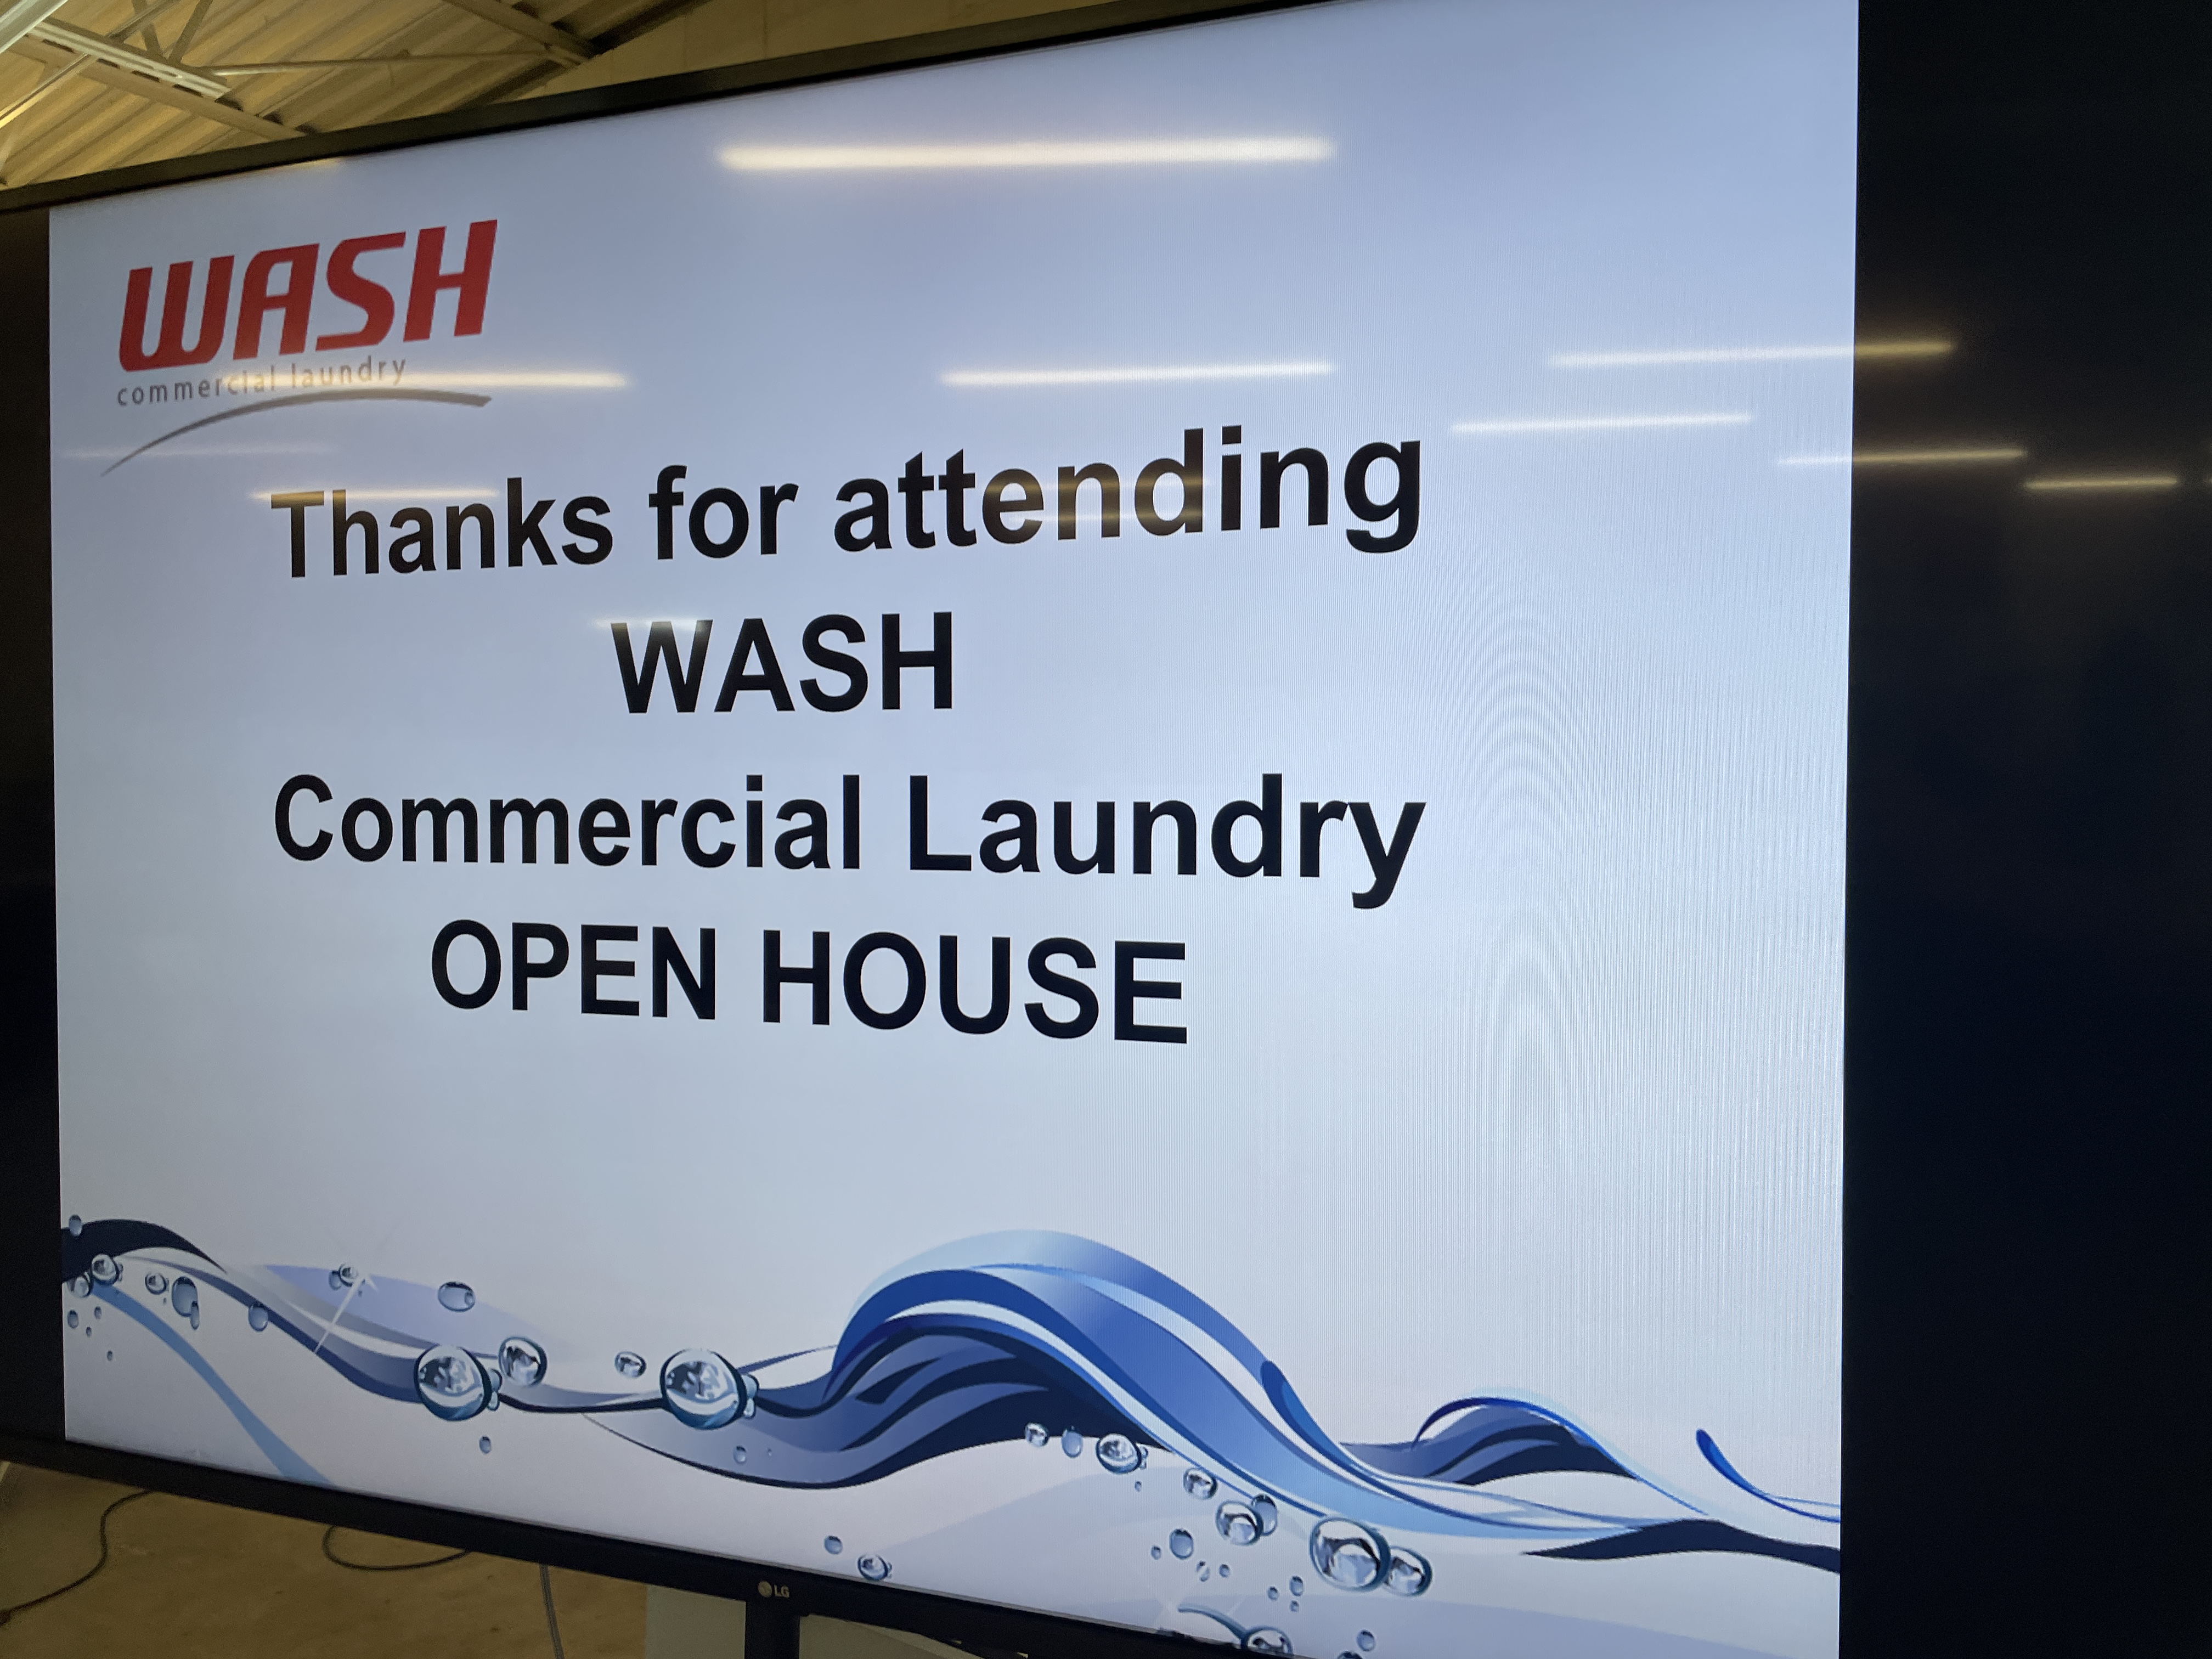 WASH
commercial laundry
Thanks for attending
WASH
Commercial Laundry
OPEN HOUSE
LG